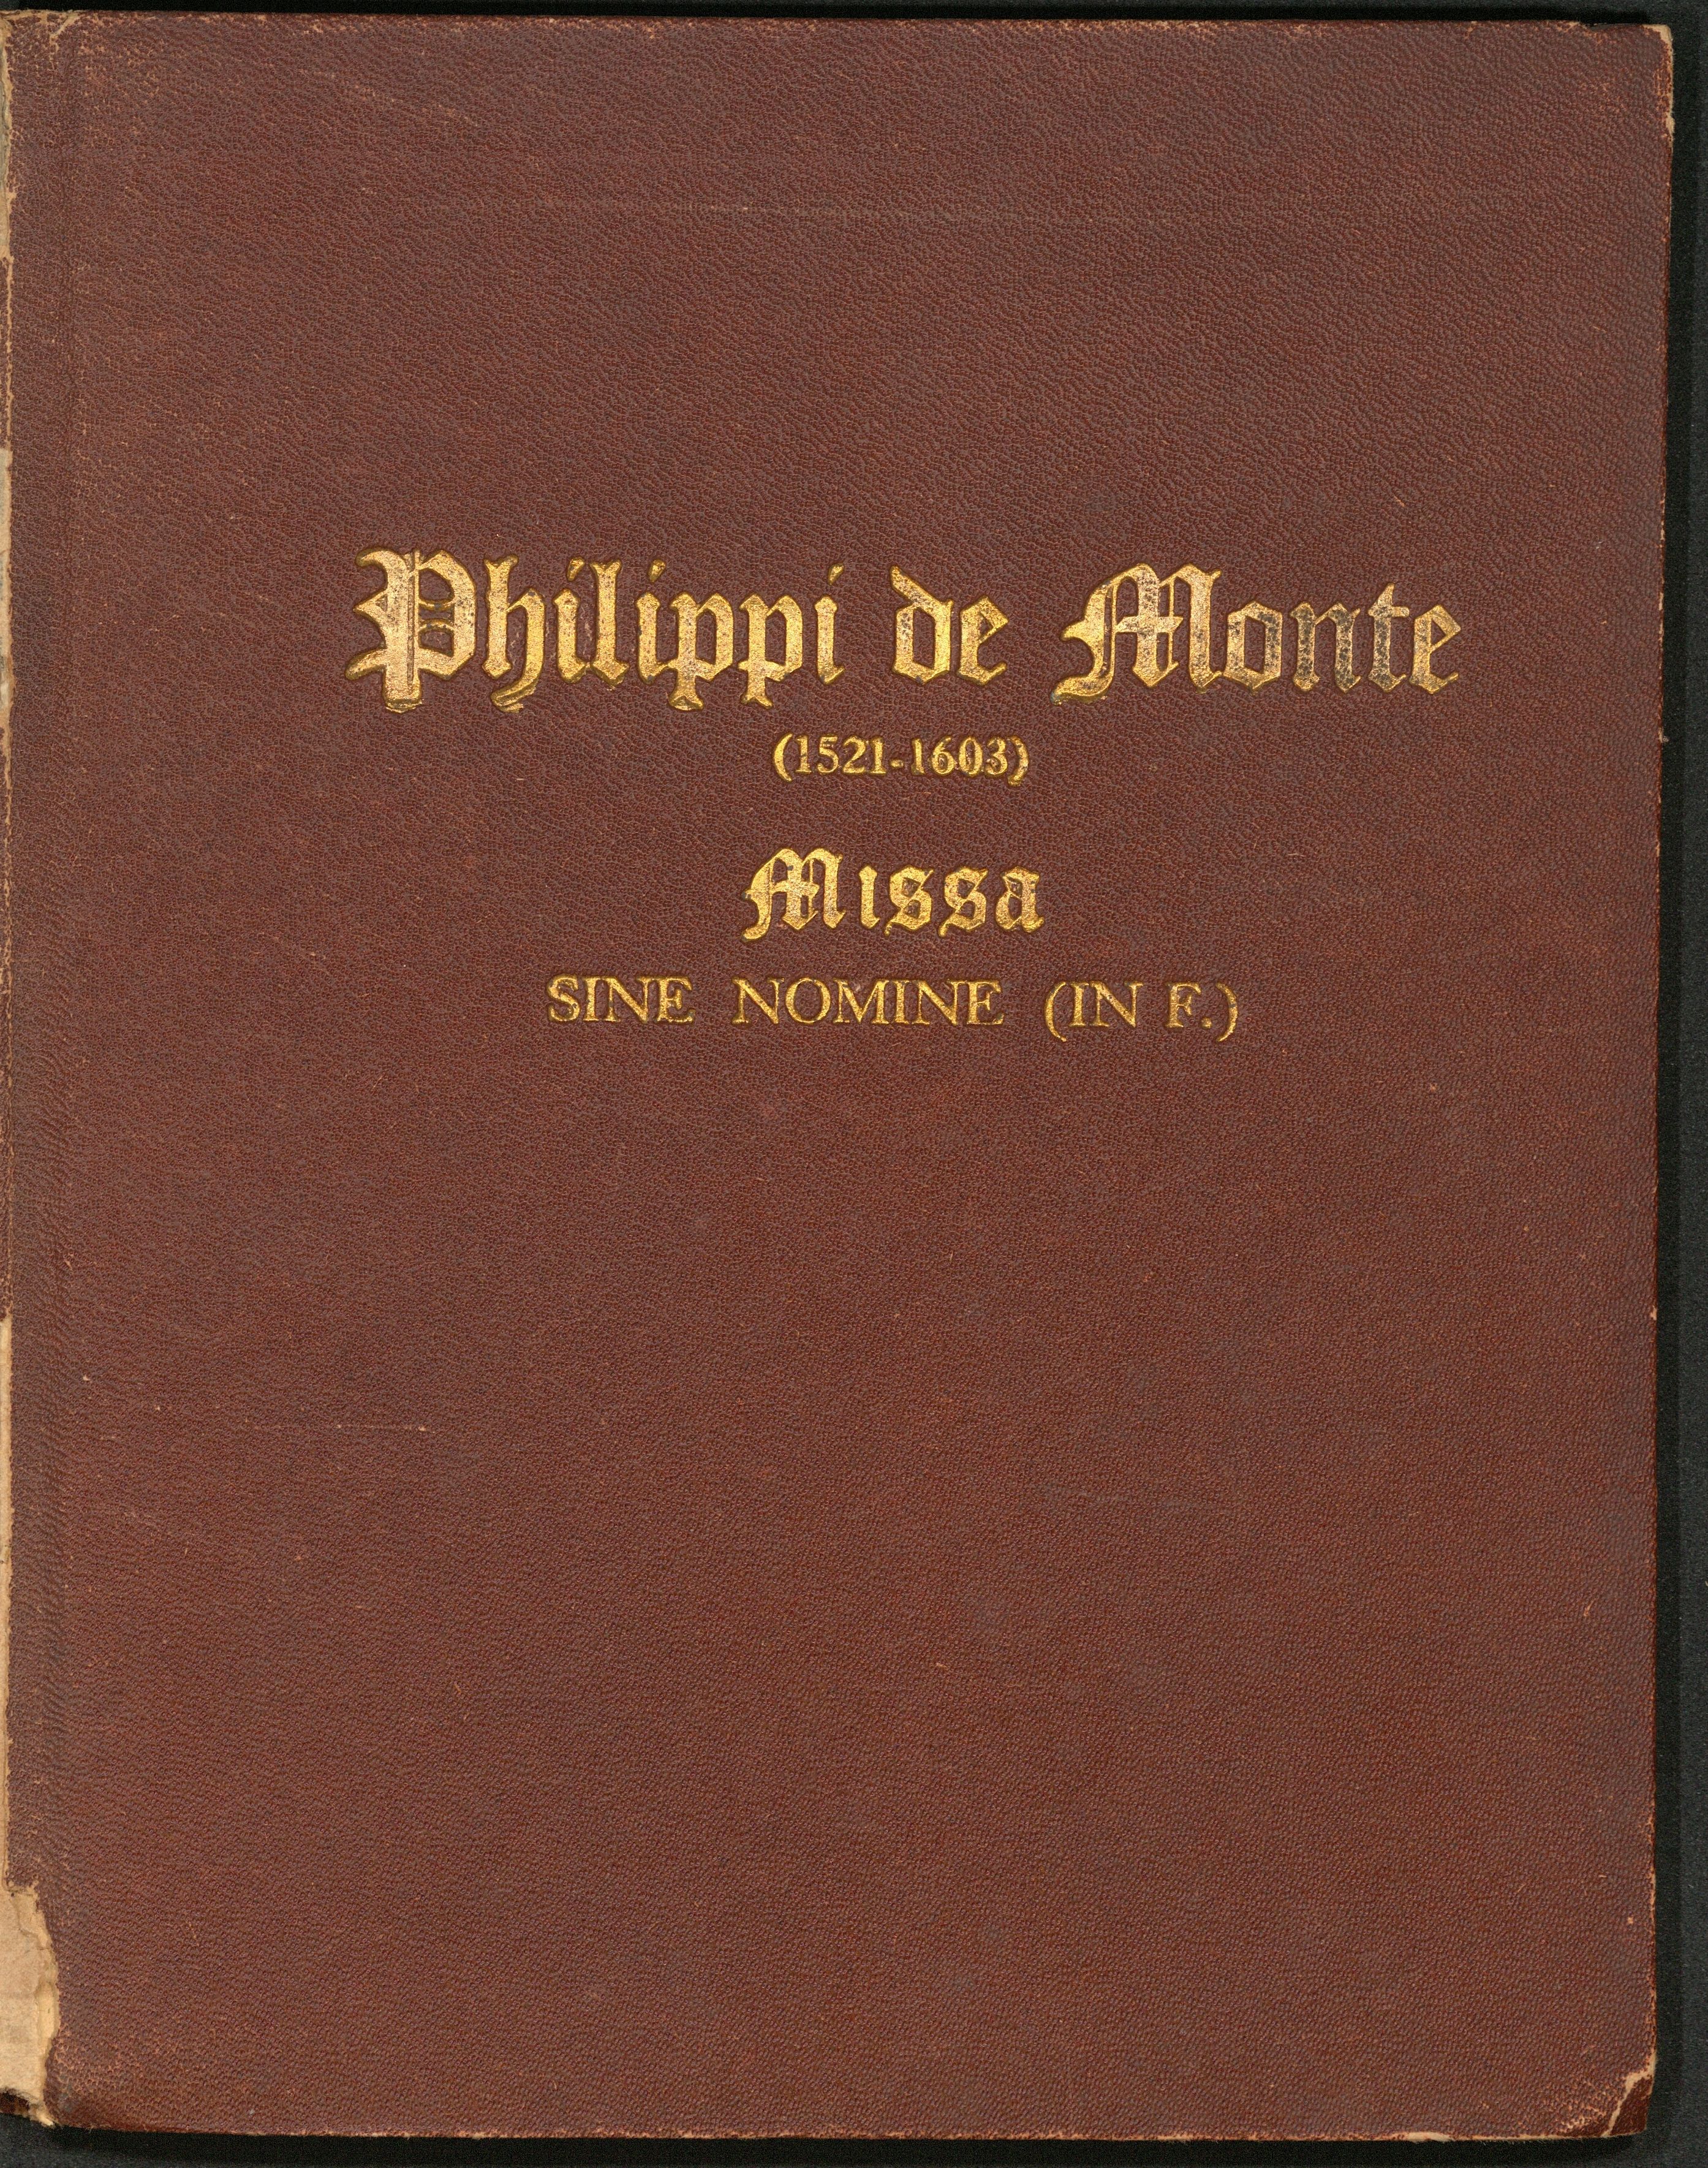 Philippi de Monte
(1521-1603)
Missa
SINE NOMINE (IN F.)